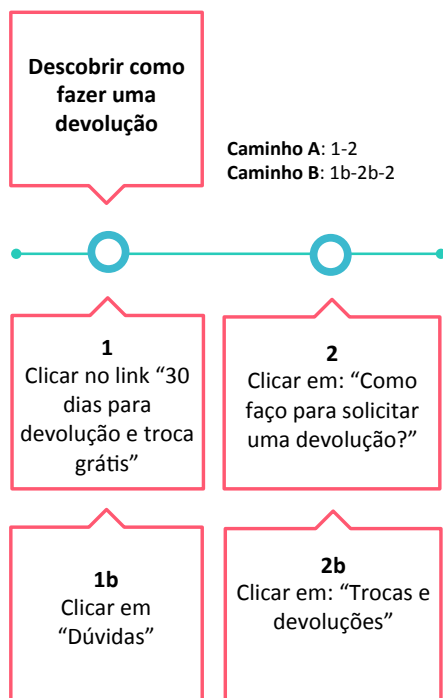 Descobrir como
fazer uma
devolução
Caminho A: 1-2
Caminho B: 1b-2b-2
1
Clicar no link “30
dias para
devolução e troca
grátis”
2
Clicar em: “Como
faço para solicitar
uma devolução?”
1b
Clicar em
“Dúvidas”
2b
Clicar em: “Trocas e
devoluções”